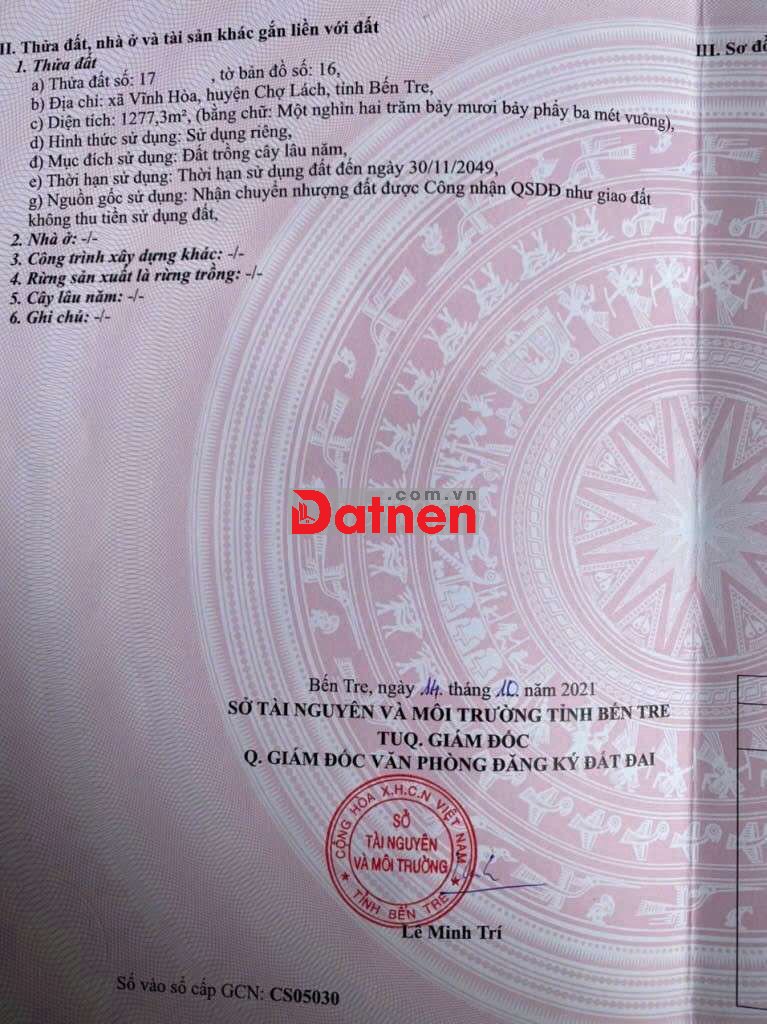 II. Thửa đất, nhà ở và tài sản khác gắn liền với đất
III. Sơ đồ
1. Thửa đất
a) Thửa đất số: 17 , tờ bản đồ số: 16,
b) Địa chỉ: xã Vĩnh Hòa, huyện Chợ Lách, tỉnh Bến Tre,
c) Diện tích: 1277,3m², (bằng chữ: Một nghìn hai trăm bảy mươi bảy phẩy ba mét vuông),
d) Hình thức sử dụng: Sử dụng riêng,
đ) Mục đích sử dụng: Đất trồng cây lâu năm,
e) Thời hạn sử dụng: Thời hạn sử dụng đất đến ngày 30/11/2049,
g) Nguồn gốc sử dụng: Nhận chuyển nhượng đất được Công nhận QSDĐ như giao đất
không thu tiền sử dụng đất,
2. Nhà ở: -/-
3. Công trình xây dựng khác: -/-
4. Rừng sản xuất là rừng trồng: -/-
5. Cây lâu năm: -/-
6. Ghi chú: -/-
.com.vn
Datnen
Bến Tre, ngày 14 tháng 10 năm 2021
SỞ TÀI NGUYÊN VÀ MÔI TRƯỜNG TỈNH BẾN TRE
TUQ. GIÁM ĐỐC
Q. GIÁM ĐỐC VĂN PHÒNG ĐĂNG KÝ ĐẤT ĐAI
CỘNG HÒA X.H.C.N VIỆT NAM
SỞ
TÀI NGUYÊN
VÀ MÔI TRƯỜNG
TỈNH BẾN TRE
Lê Minh Trí
Số vào sổ cấp GCN: CS05030